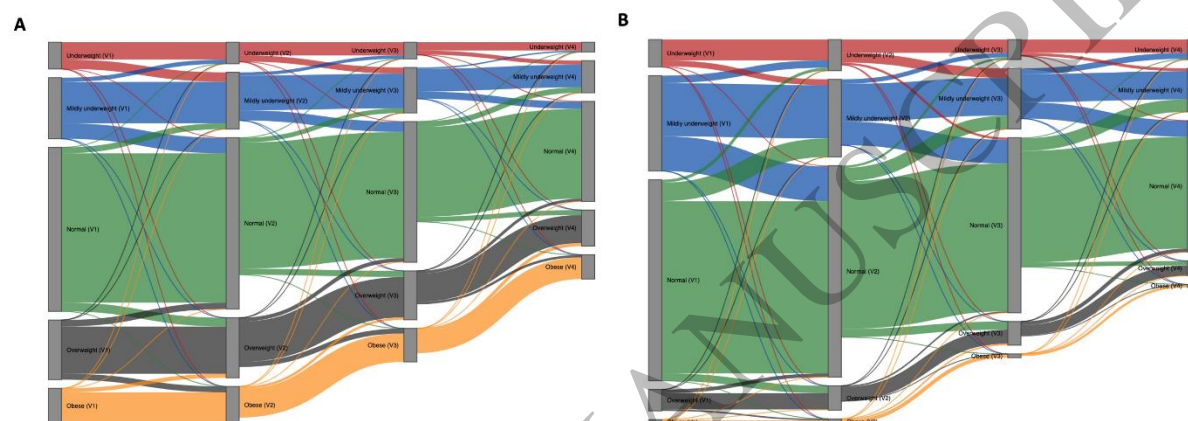 A
Underweight (V1)
Underweight (V2)
Underweight (V3)
Underweight (V4)
Mildly underweight (V1)
Mildly underweight (V2)
Mildly underweight (V3)
Mildly underweight (V4)
Normal (V1)
Normal (V2)
Normal (V3)
Normal (V4)
Overweight (V1)
Overweight (V2)
Overweight (V3)
Overweight (V4)
Obese (V1)
Obese (V2)
Obese (V3)
Obese (V4)
B
Underweight (V1)
Underweight (V2)
Underweight (V3)
Underweight (V4)
Mildly underweight (V1)
Mildly underweight (V2)
Mildly underweight (V3)
Mildly underweight (V4)
Normal (V1)
Normal (V2)
Normal (V3)
Normal (V4)
Overweight (V1)
Overweight (V2)
Overweight (V3)
Overweight (V4)
Obese (V3)
Obese (V4)